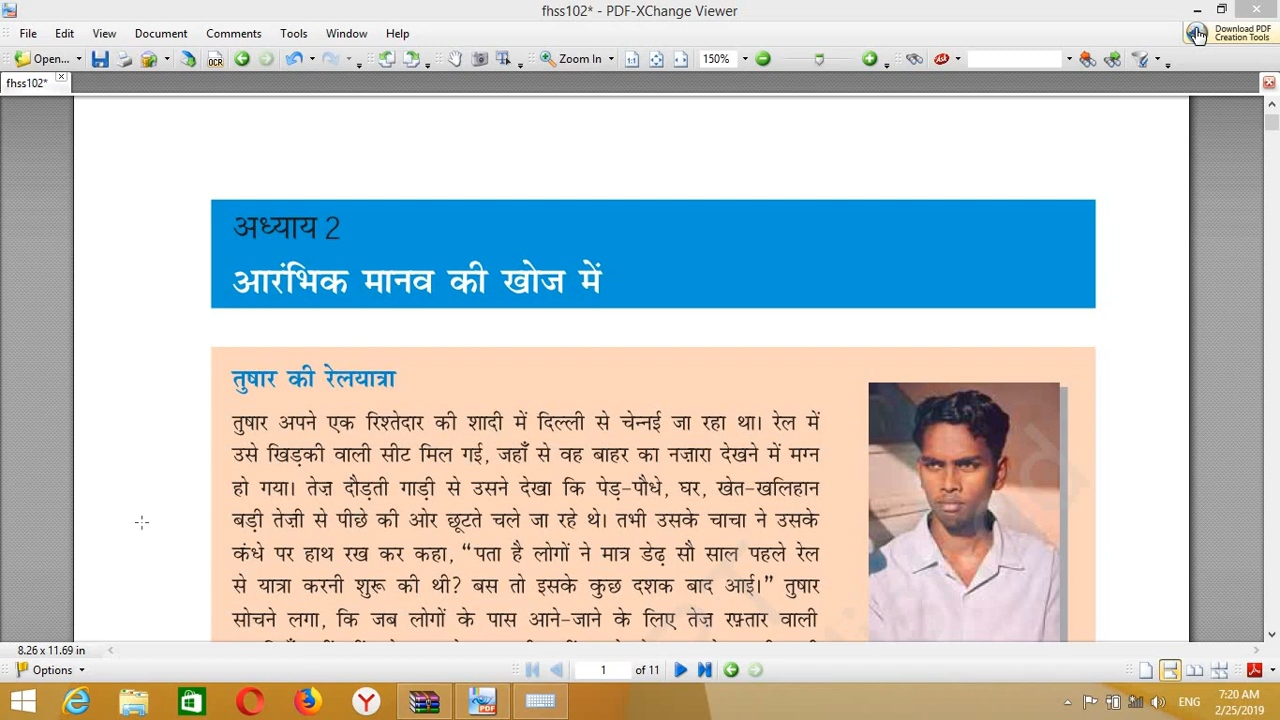 fhss102* - PDF-XChange Viewer
File Edit View Document Comments Tools Window Help
Download PDF Creation Tools
Open... OCR Zoom In 1:1 150% Ask
fhss102*
अध्याय 2
आरंभिक मानव की खोज में
तुषार की रेलयात्रा
तुषार अपने एक रिश्तेदार की शादी में दिल्ली से चेन्नई जा रहा था। रेल में
उसे खिड़की वाली सीट मिल गई, जहाँ से वह बाहर का नज़ारा देखने में मग्न
हो गया। तेज़ दौड़ती गाड़ी से उसने देखा कि पेड़-पौधे, घर, खेत-खलिहान
बड़ी तेज़ी से पीछे की ओर छूटते चले जा रहे थे। तभी उसके चाचा ने उसके
कंधे पर हाथ रख कर कहा, “पता है लोगों ने मात्र डेढ़ सौ साल पहले रेल
से यात्रा करनी शुरू की थी? बस तो इसके कुछ दशक बाद आई।” तुषार
सोचने लगा, कि जब लोगों के पास आने-जाने के लिए तेज़ रफ़्तार वाली
8.26 x 11.69 in
Options 1 of 11
ENG 7:20 AM
2/25/2019